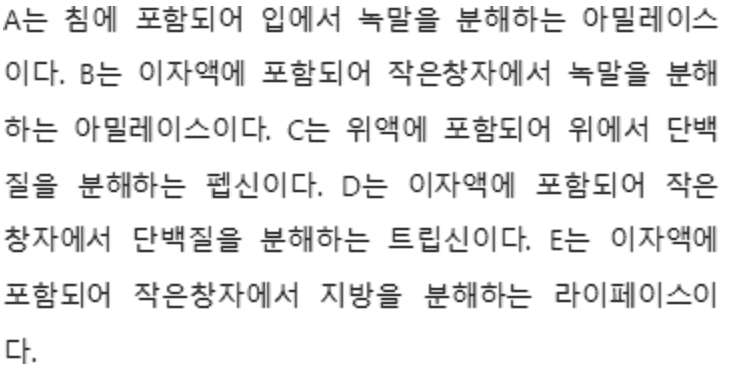 A는 침에 포함되어 입에서 녹말을 분해하는 아밀레이스
이다. B는 이자액에 포함되어 작은창자에서 녹말을 분해
하는 아밀레이스이다. C는 위액에 포함되어 위에서 단백
질을 분해하는 펩신이다. D는 이자액에 포함되어 작은
창자에서 단백질을 분해하는 트립신이다. E는 이자액에
포함되어 작은창자에서 지방을 분해하는 라이페이스이
다.